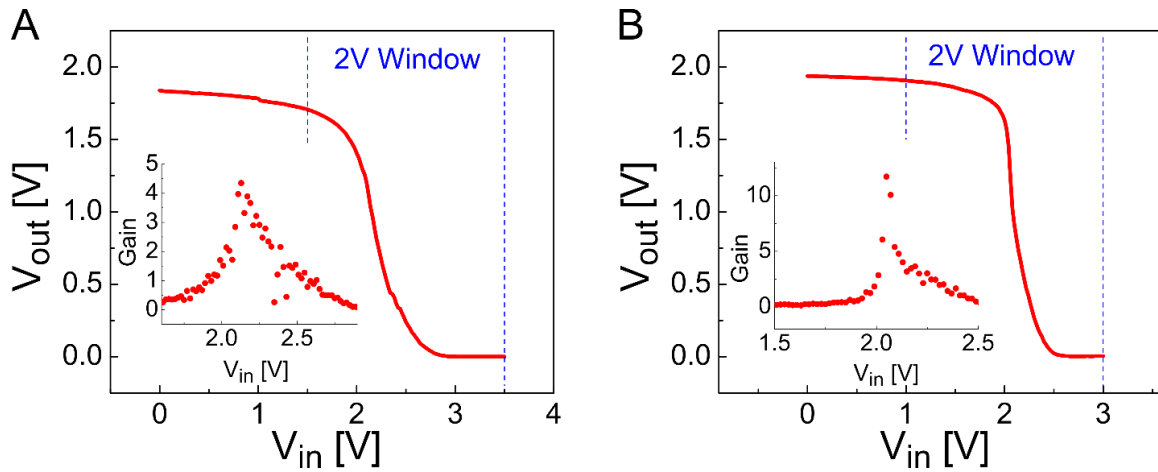 A
2V Window
2.0
1.5
1.0
0.5
0.0
Vout [V]
5
4
3
2
1
0
Gain
2.0 2.5
Vin [V]
0 1 2 3 4
Vin [V]
B
2V Window
2.0
1.5
1.0
0.5
0.0
Vout [V]
10
5
0
Gain
1.5 2.0 2.5
Vin [V]
0 1 2 3
Vin [V]